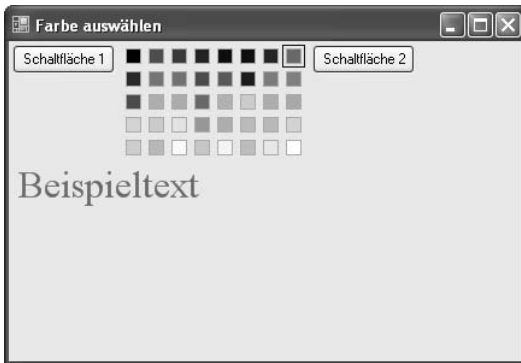 Farbe auswählen
Schaltfläche 1
Schaltfläche 2
Beispieltext